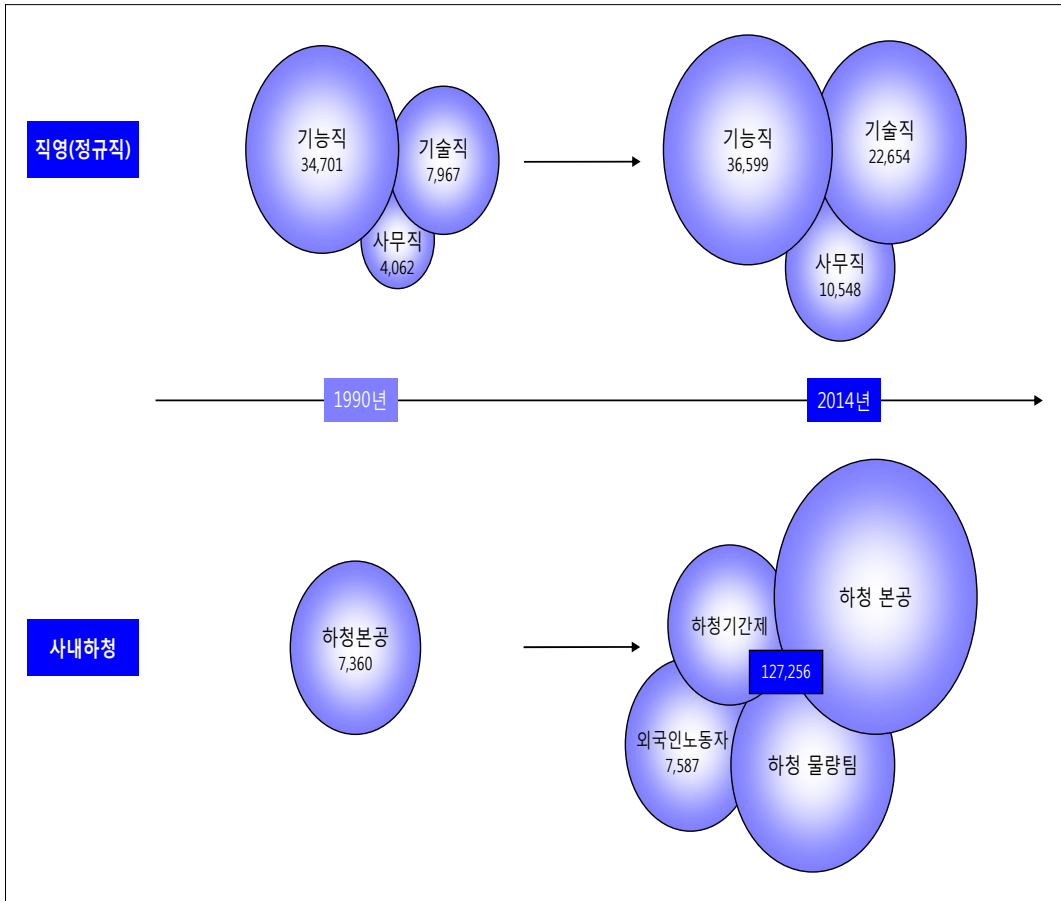 직영(정규직)
기능직
34,701
기술직
7,967
사무직
4,062
기능직
36,599
기술직
22,654
사무직
10,548
1990년
2014년
사내하청
하청본공
7,360
하청 본공
하청기간제
127,256
외국인노동자
7,587
하청 물량팀